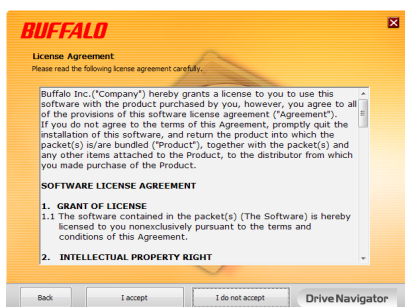 BUFFALO
License Agreement
Please read the following license agreement carefully.
Buffalo Inc.("Company") hereby grants a license to you to use this
software with the product purchased by you, however, you agree to all
of the provisions of this software license agreement ("Agreement").
If you do not agree to the terms of this Agreement, promptly quit the
installation of this software, and return the product into which the
packet(s) is/are bundled ("Product"), together with the packet(s) and
any other items attached to the Product, to the distributor from which
you made purchase of the Product.
SOFTWARE LICENSE AGREEMENT
1. GRANT OF LICENSE
1.1 The software contained in the packet(s) (The Software) is hereby
licensed to you nonexclusively pursuant to the terms and
conditions of this Agreement.
2. INTELLECTUAL PROPERTY RIGHT
Back
I accept
I do not accept
DriveNavigator